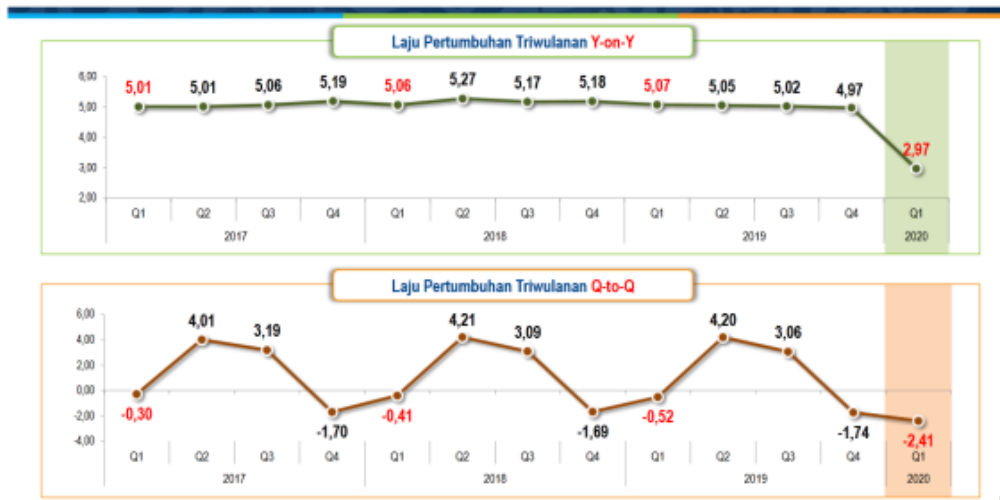 Laju Pertumbuhan Triwulanan Y-on-Y
6,00
5,00
4,00
3,00
2,00
5,01 5,01 5,06 5,19 5,06 5,27 5,17 5,18 5,07 5,05 5,02 4,97 2,97
Q1 Q2 Q3 Q4 Q1 Q2 Q3 Q4 Q1 Q2 Q3 Q4 Q1
2017 2018 2019 2020
Laju Pertumbuhan Triwulanan Q-to-Q
6,00
4,00
2,00
0,00
-2,00
-4,00
-0,30 4,01 3,19 -1,70 -0,41 4,21 3,09 -1,69 -0,52 4,20 3,06 -1,74 -2,41
Q1 Q2 Q3 Q4 Q1 Q2 Q3 Q4 Q1 Q2 Q3 Q4 Q1
2017 2018 2019 2020